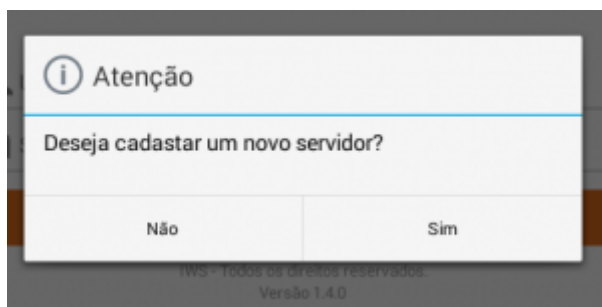 Atenção
Deseja cadastar um novo servidor?
Não
Sim
IWS - Todos os direitos reservados.
Versão 1.4.0